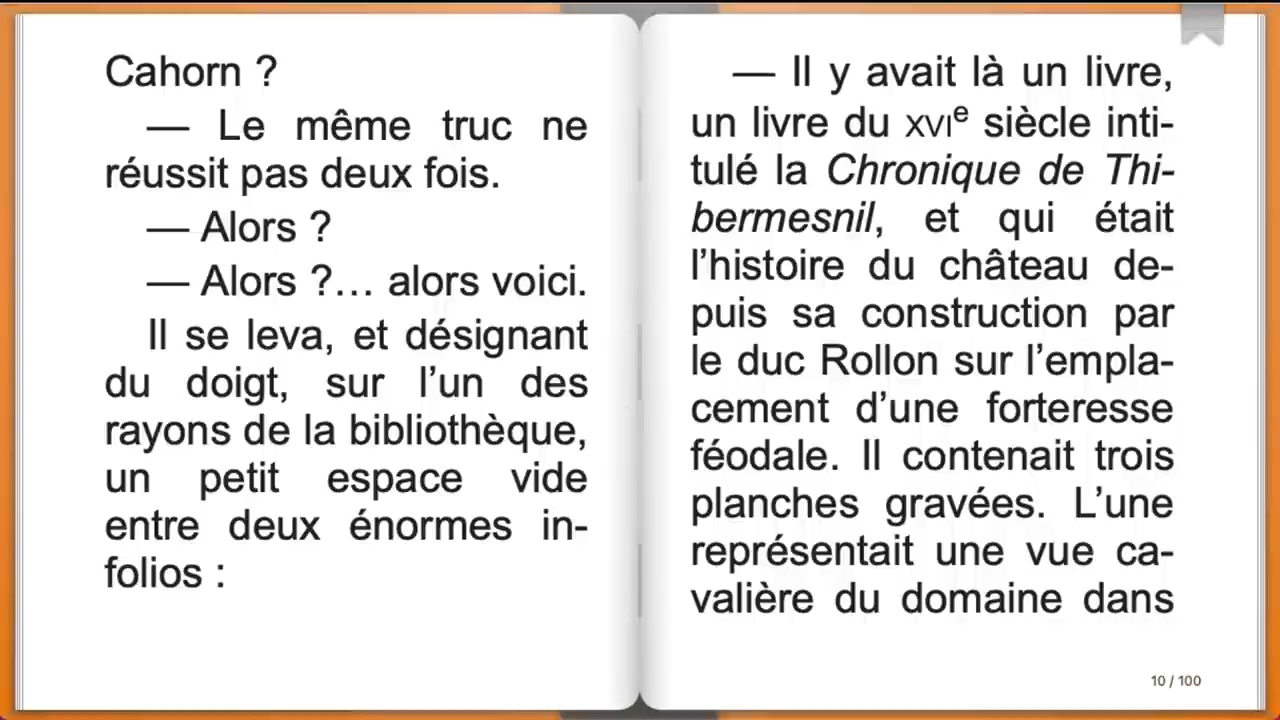 Cahorn ?
— Le même truc ne
réussit pas deux fois.
— Alors ?
— Alors ?… alors voici.
Il se leva, et désignant
du doigt, sur l’un des
rayons de la bibliothèque,
un petit espace vide
entre deux énormes in-
folios :
— Il y avait là un livre,
un livre du XVIe siècle inti-
tulé la Chronique de Thi-
bermesnil, et qui était
l’histoire du château de-
puis sa construction par
le duc Rollon sur l’empla-
cement d’une forteresse
féodale. Il contenait trois
planches gravées. L’une
représentait une vue ca-
valière du domaine dans
10 / 100